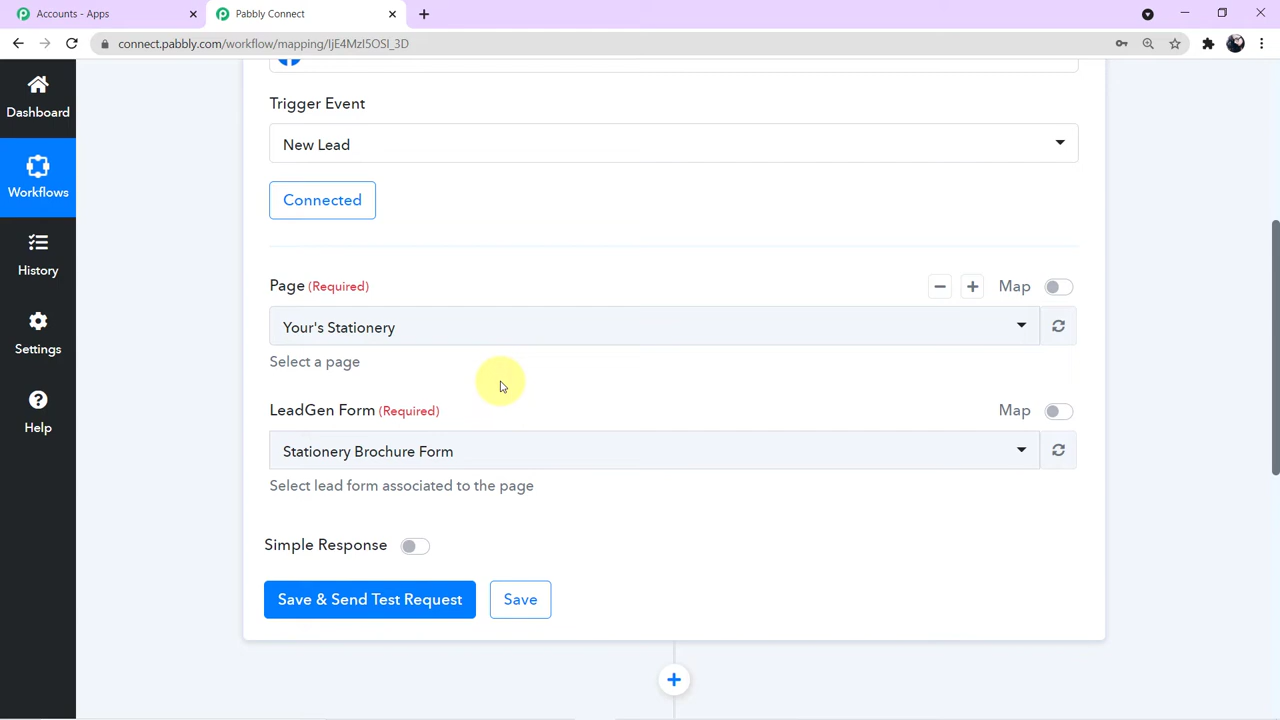 Accounts - Apps
Pabbly Connect
connect.pabbly.com/workflow/mapping/IjE4MzI5OSI_3D
Dashboard
Workflows
History
Settings
Help
Trigger Event
New Lead
Connected
Page (Required)
Map
Your's Stationery
Select a page
LeadGen Form (Required)
Map
Stationery Brochure Form
Select lead form associated to the page
Simple Response
Save & Send Test Request
Save